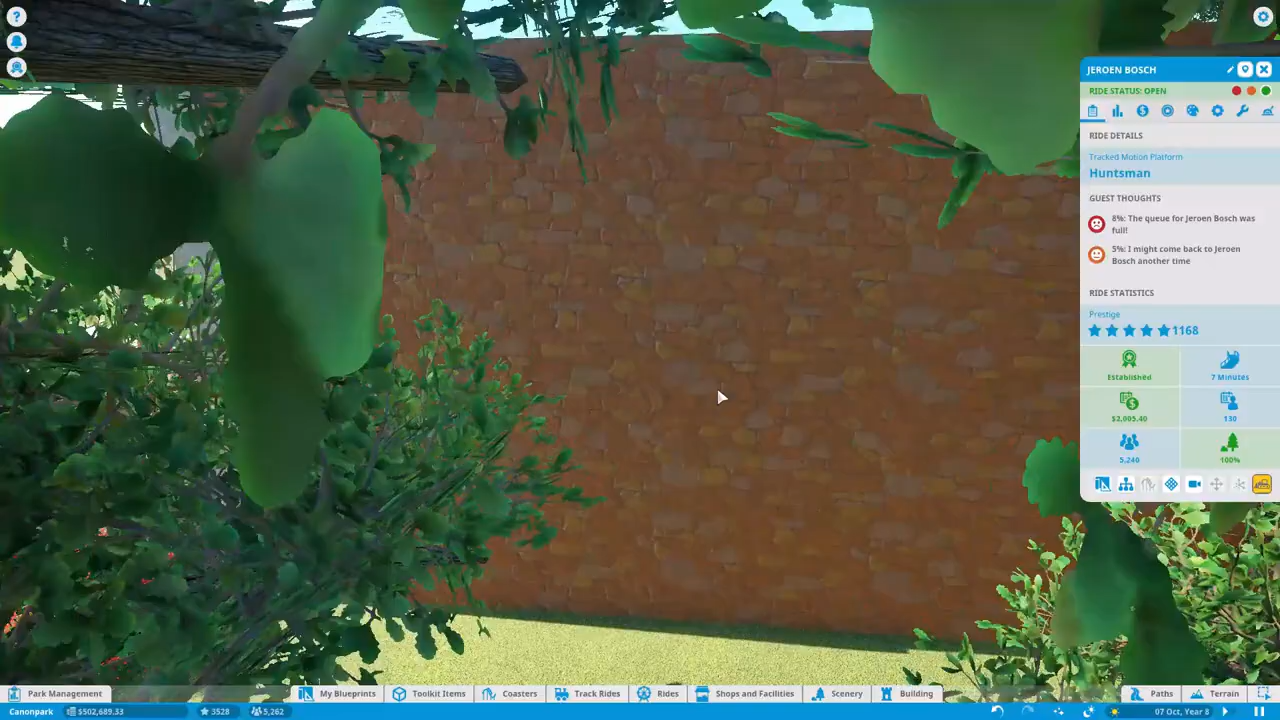 JEROEN BOSCH
RIDE STATUS: OPEN
RIDE DETAILS
Tracked Motion Platform
Huntsman
GUEST THOUGHTS
8%: The queue for Jeroen Bosch was
full!
5%: I might come back to Jeroen
Bosch another time
RIDE STATISTICS
Prestige
1168
Established 7 Minutes
$2,005.40 130
5,240 100%
Park Management My Blueprints Toolkit Items Coasters Track Rides Rides Shops and Facilities Scenery Building Paths Terrain
Canonpark $502,689.33 3528 5,262 07 Oct, Year 8